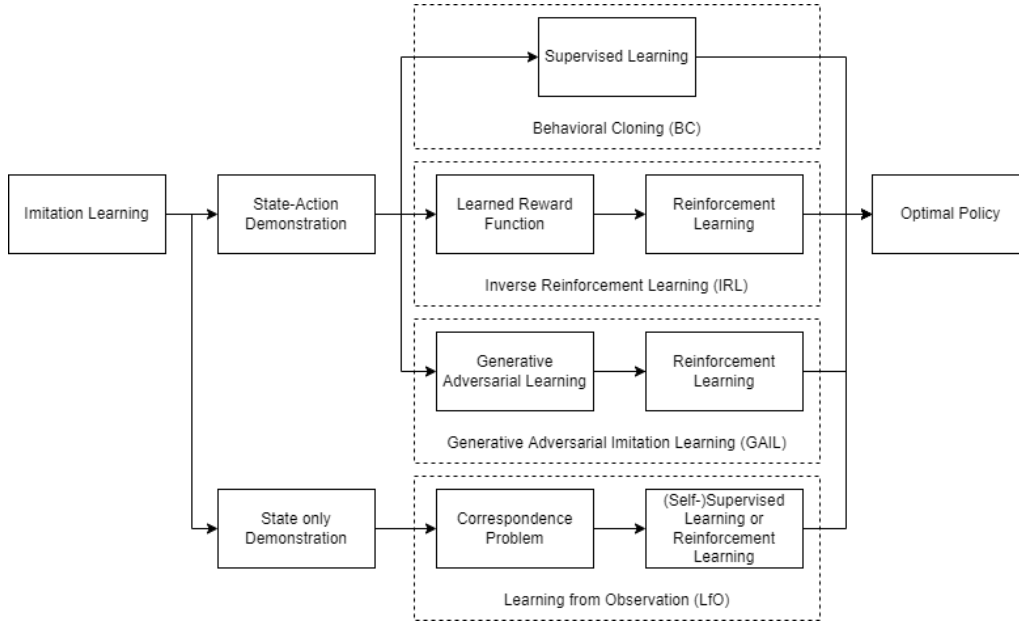 Supervised Learning
Behavioral Cloning (BC)
Imitation Learning
State-Action
Demonstration
Learned Reward
Function
Reinforcement
Learning
Optimal Policy
Inverse Reinforcement Learning (IRL)
Generative
Adversarial Learning
Reinforcement
Learning
Generative Adversarial Imitation Learning (GAIL)
State only
Demonstration
Correspondence
Problem
(Self-)Supervised
Learning or
Reinforcement
Learning
Learning from Observation (LfO)